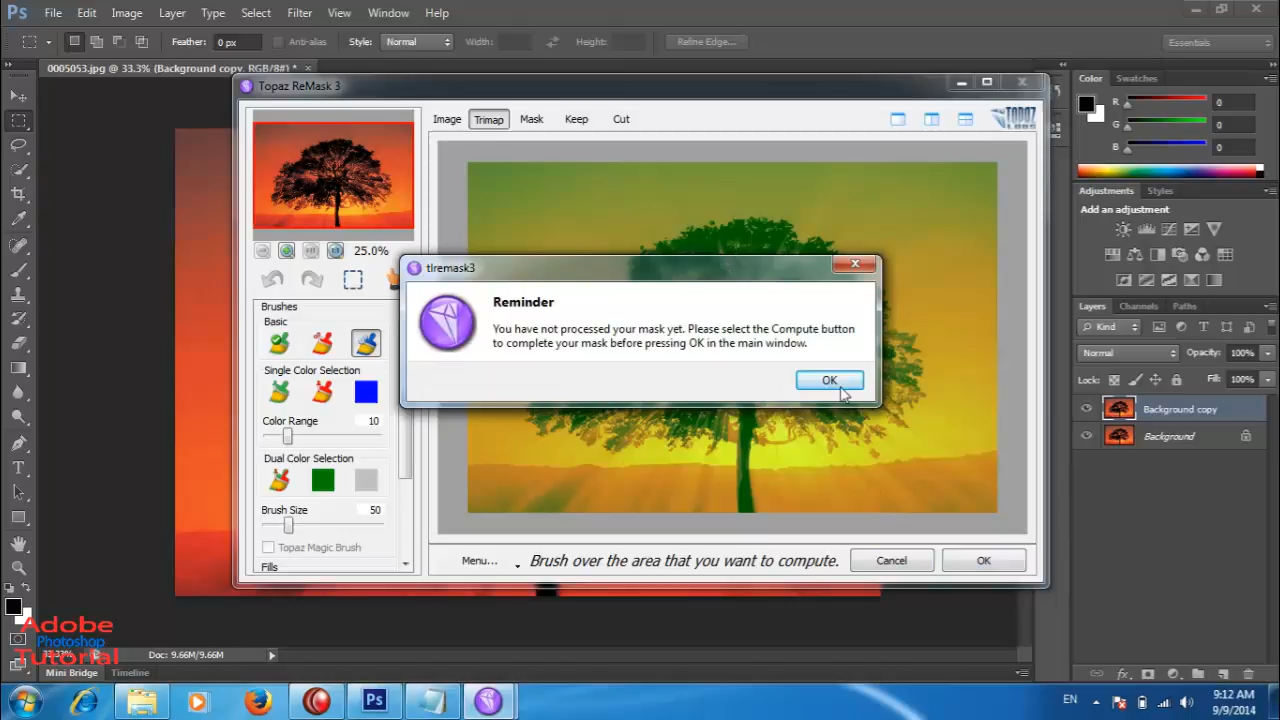 Ps File Edit Image Layer Type Select Filter View Window Help
Feather: 0 px Anti-alias Style: Normal Width: Height: Refine Edge... Essentials
0005053.jpg @ 33.3% (Background copy, RGB/8#) * ×
Topaz ReMask 3
Image Trimap Mask Keep Cut
TOPAZ
LABS
25.0%
Brushes
Basic
Single Color Selection
Color Range 10
Dual Color Selection
Brush Size 50
Topaz Magic Brush
Fills
tlremask3
Reminder
You have not processed your mask yet. Please select the Compute button
to complete your mask before pressing OK in the main window.
OK
Menu... Brush over the area that you want to compute. Cancel OK
Color Swatches
R 0
G 0
B 0
Adjustments Styles
Add an adjustment
Layers Channels Paths
Kind
Normal Opacity: 100%
Lock: Fill: 100%
Background copy
Background
Adobe
Photoshop
Tutorial
33.33% Doc: 9.66M/9.66M
Mini Bridge Timeline
Ps
EN 9:12 AM
9/9/2014